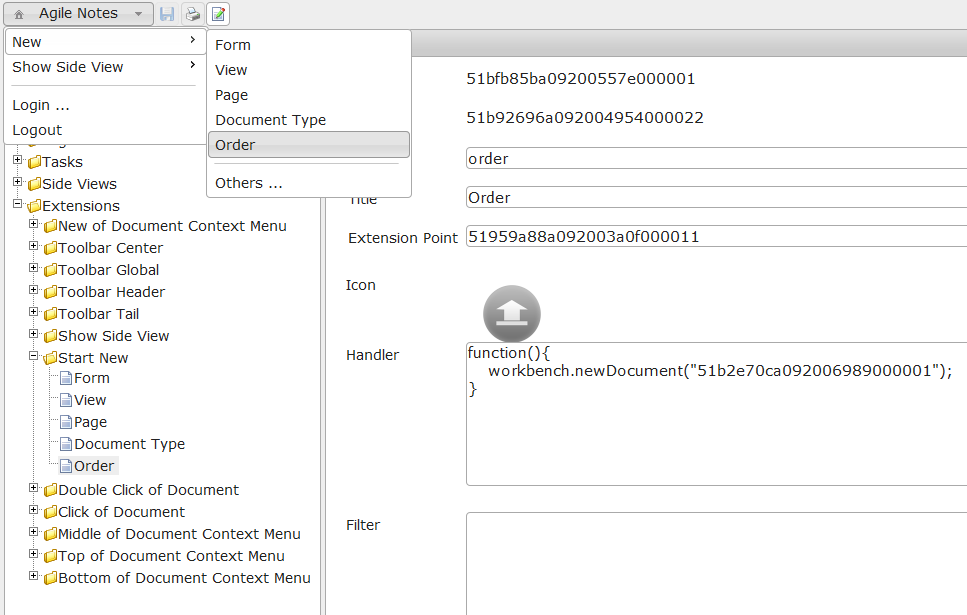 Agile Notes
New
Show Side View
Login ...
Logout
Form
View
Page
Document Type
Order
Others ...
Tasks
Side Views
Extensions
New of Document Context Menu
Toolbar Center
Toolbar Global
Toolbar Header
Toolbar Tail
Show Side View
Start New
Form
View
Page
Document Type
Order
Double Click of Document
Click of Document
Middle of Document Context Menu
Top of Document Context Menu
Bottom of Document Context Menu
51bfb85ba09200557e000001
51b92696a092004954000022
order
Title
Order
Extension Point
51959a88a092003a0f000011
Icon
Handler
function(){
workbench.newDocument("51b2e70ca092006989000001");
}
Filter